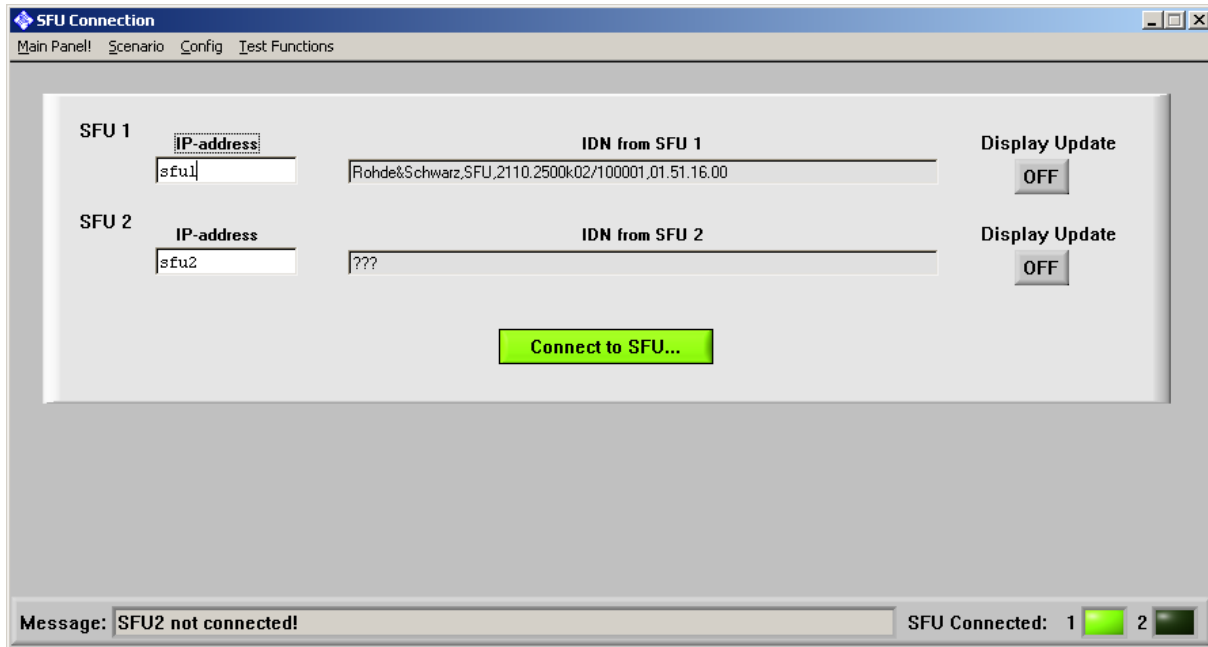 SFU Connection
Main Panel! Scenario Config Test Functions
SFU 1
IP-address IDN from SFU 1 Display Update
sfu1 Rohde&Schwarz,SFU,2110.2500k02/100001,01.51.16.00 OFF
SFU 2
IP-address IDN from SFU 2 Display Update
sfu2 ??? OFF
Connect to SFU...
Message: SFU2 not connected! SFU Connected: 1 2